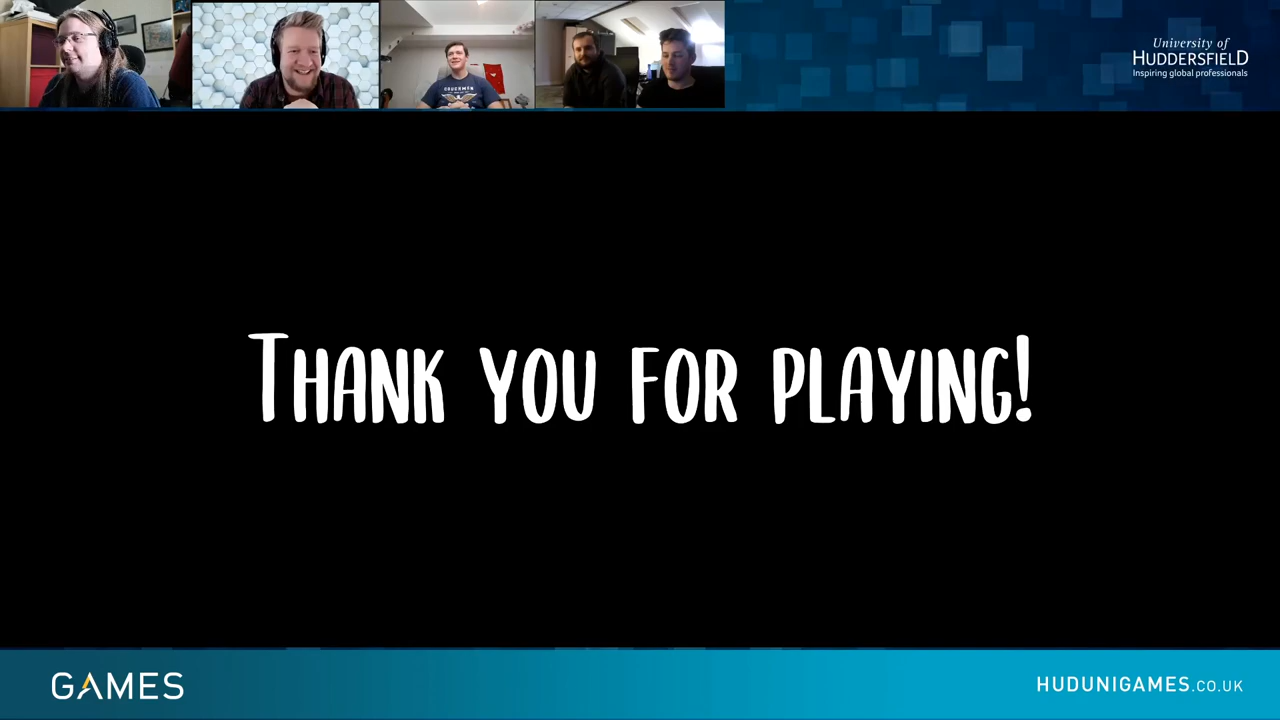 University of
HUDDERSFIELD
Inspiring global professionals
THANK YOU FOR PLAYING!
GAMES
HUDUNIGAMES.CO.UK